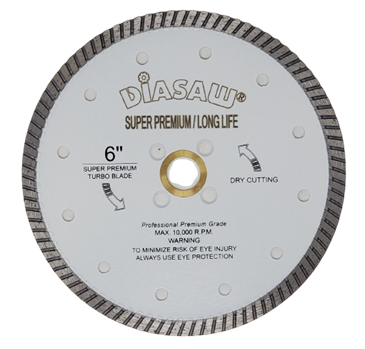 DIASAW®
SUPER PREMIUM/LONG LIFE
6"
SUPER PREMIUM
TURBO BLADE
DRY CUTTING
Professional Premium Grade
MAX. 10,000 R.P.M.
WARNING
TO MINIMIZE RISK OF EYE INJURY
ALWAYS USE EYE PROTECTION